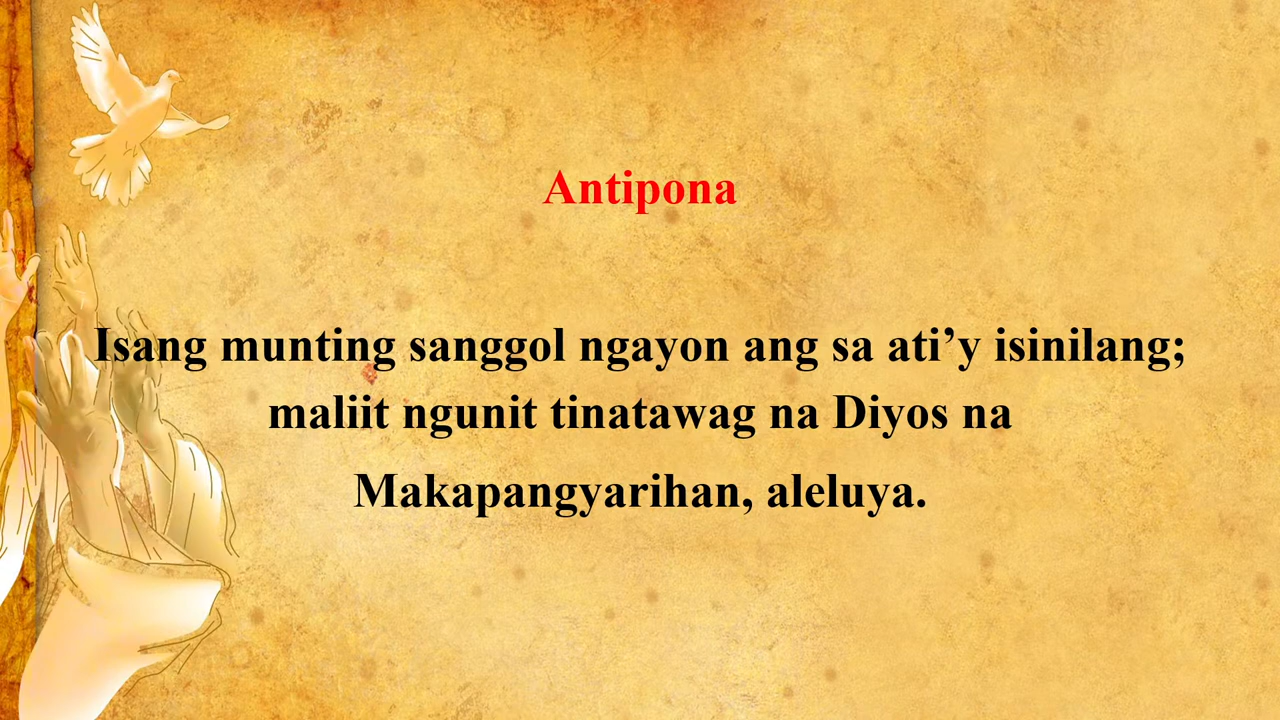 Antipona
Isang munting sanggol ngayon ang sa ati’y isinilang;
maliit ngunit tinatawag na Diyos na
Makapangyarihan, aleluya.